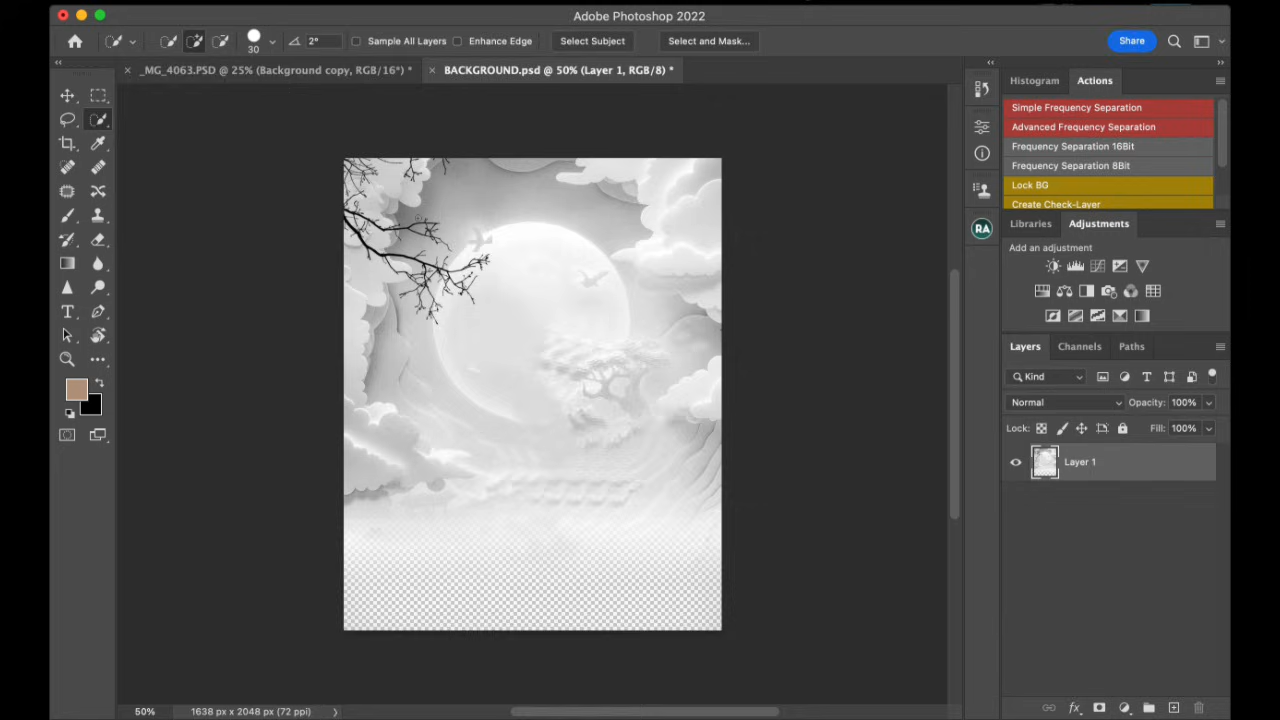 Adobe Photoshop 2022
30
2°
Sample All Layers
Enhance Edge
Select Subject
Select and Mask...
Share
_MG_4063.PSD @ 25% (Background copy, RGB/16*) *
BACKGROUND.psd @ 50% (Layer 1, RGB/8) *
Histogram
Actions
Simple Frequency Separation
Advanced Frequency Separation
Frequency Separation 16Bit
Frequency Separation 8Bit
Lock BG
Create Check-Layer
RA
Libraries
Adjustments
Add an adjustment
Layers
Channels
Paths
Kind
Normal
Opacity: 100%
Lock:
Fill: 100%
Layer 1
50%
1638 px x 2048 px (72 ppi)